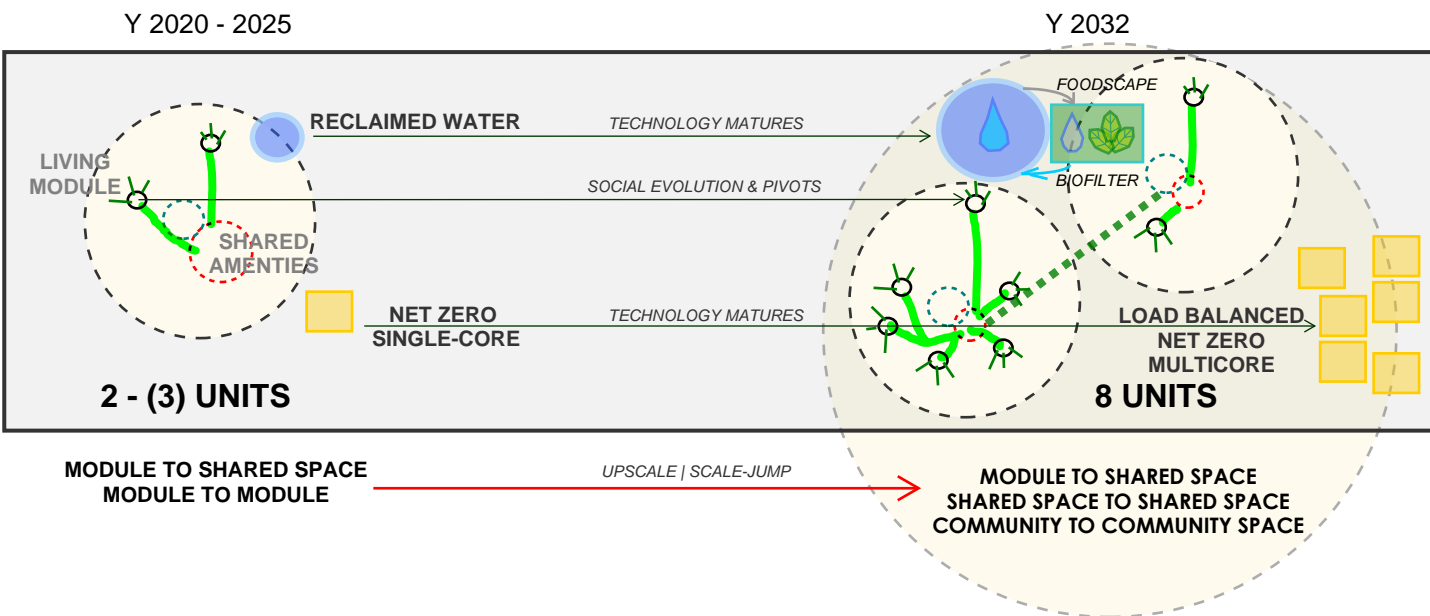 Y 2020 - 2025
Y 2032
FOODSCAPE
RECLAIMED WATER
TECHNOLOGY MATURES
LIVING
MODULE
SOCIAL EVOLUTION & PIVOTS
BIOFILTER
SHARED
AMENTIES
NET ZERO
SINGLE-CORE
TECHNOLOGY MATURES
LOAD BALANCED
NET ZERO
MULTICORE
2 - (3) UNITS
8 UNITS
MODULE TO SHARED SPACE
MODULE TO MODULE
UPSCALE | SCALE-JUMP
MODULE TO SHARED SPACE
SHARED SPACE TO SHARED SPACE
COMMUNITY TO COMMUNITY SPACE